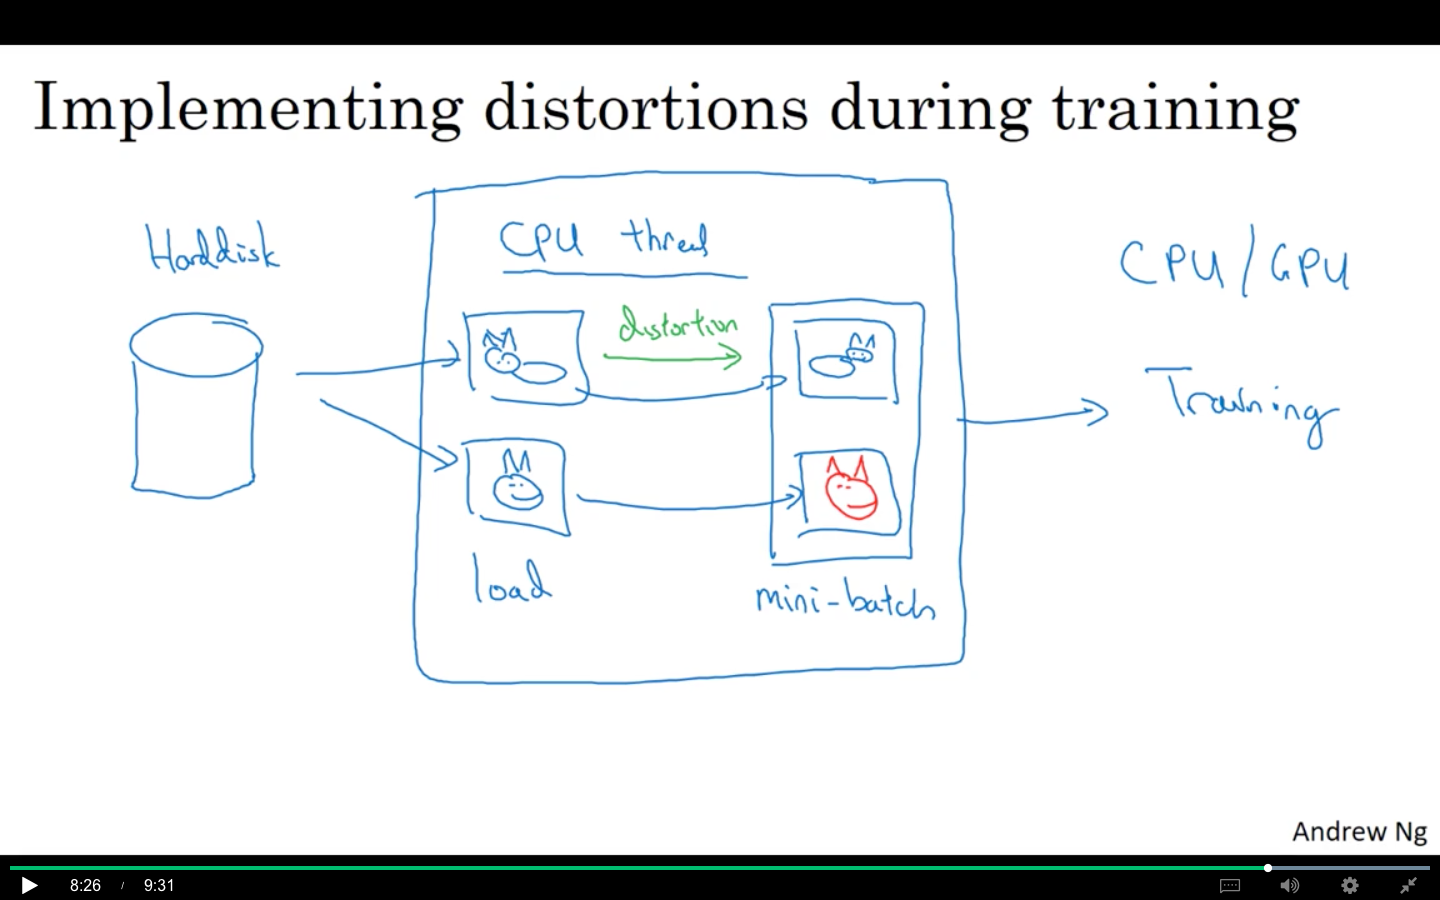 Implementing distortions during training
Harddisk
CPU thread
CPU/GPU
distortion
Training
load
mini-batch
Andrew Ng
8:26 / 9:31